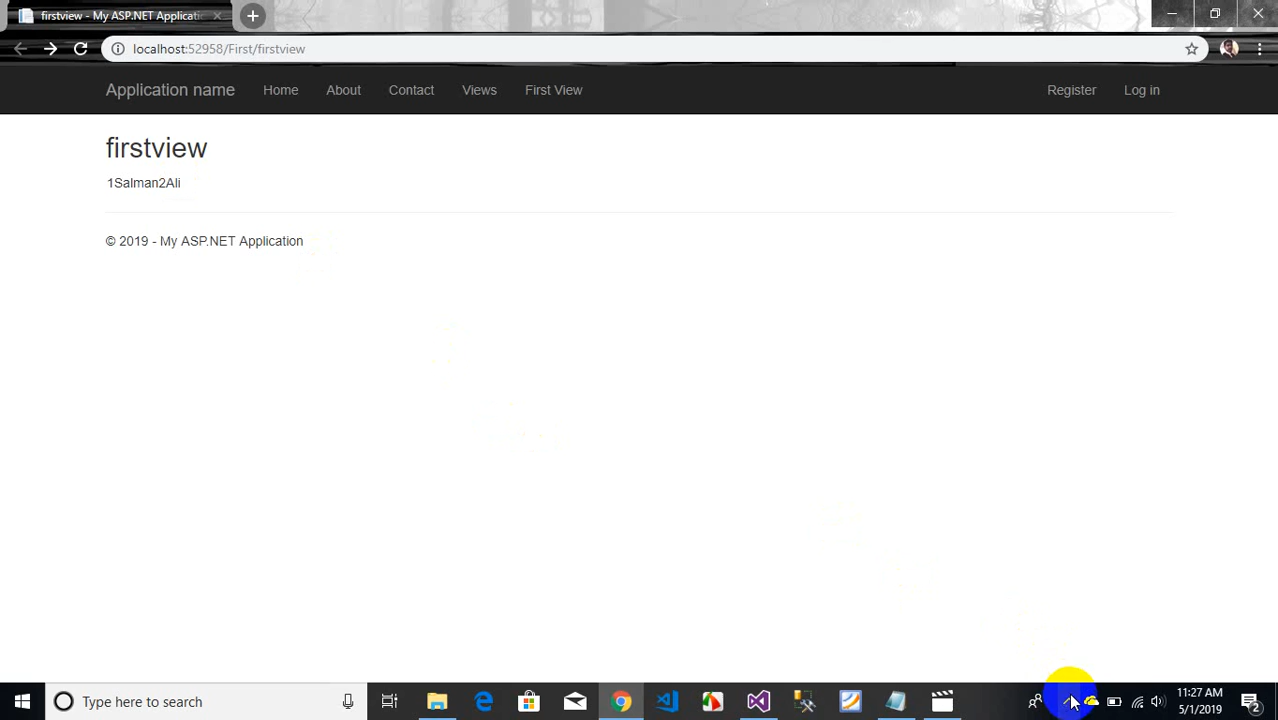 firstview - My ASP.NET Applicati
localhost:52958/First/firstview
Application name Home About Contact Views First View Register Log in
firstview
1Salman2Ali
© 2019 - My ASP.NET Application
Type here to search
11:27 AM
5/1/2019
2